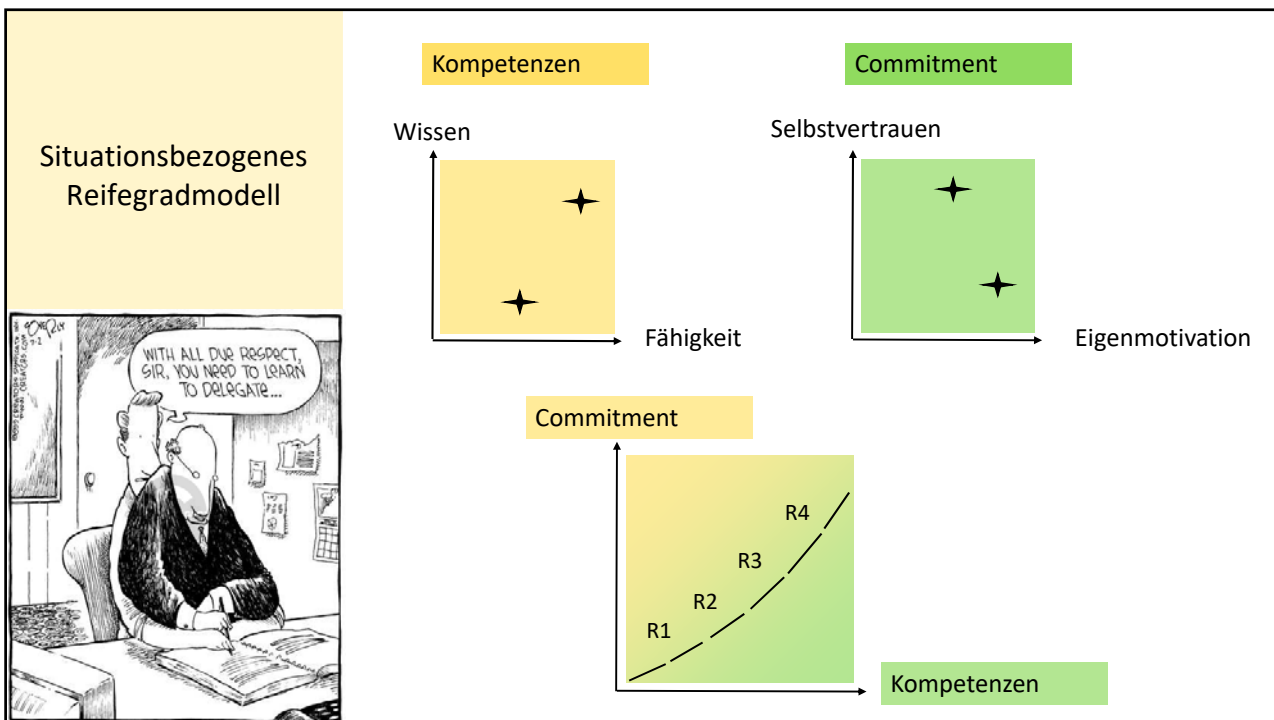 Situationsbezogenes
Reifegradmodell
WITH ALL DUE RESPECT,
SIR, YOU NEED TO LEARN
TO DELEGATE...
Kompetenzen
Wissen
Fähigkeit
Commitment
Selbstvertrauen
Eigenmotivation
Commitment
R4
R3
R2
R1
Kompetenzen